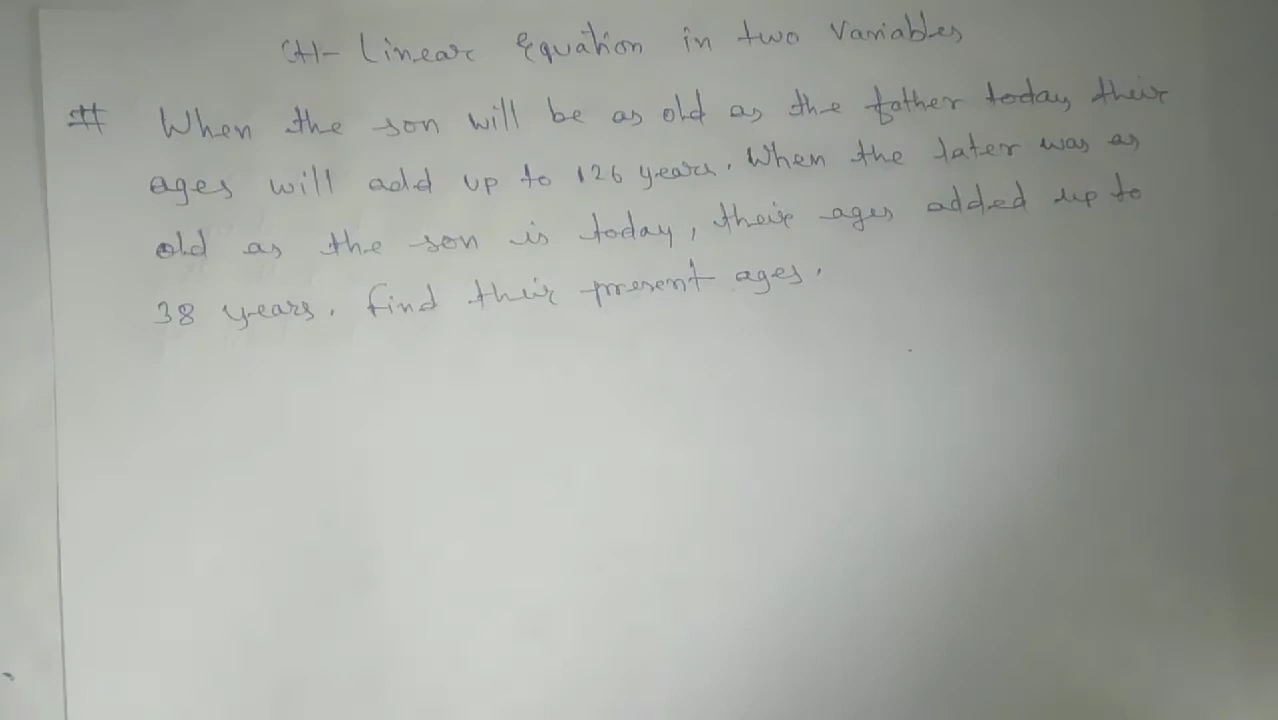 CH- Linear Equation in two Variables
# When the son will be as old as the father today, their
ages will add up to 126 years. When the later was as
old as the son is today, their ages added up to
38 years. Find their present ages.